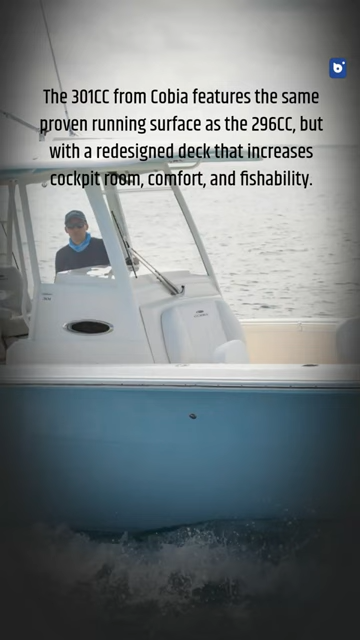 The 301CC from Cobia features the same
proven running surface as the 296CC, but
with a redesigned deck that increases
cockpit room, comfort, and fishability.